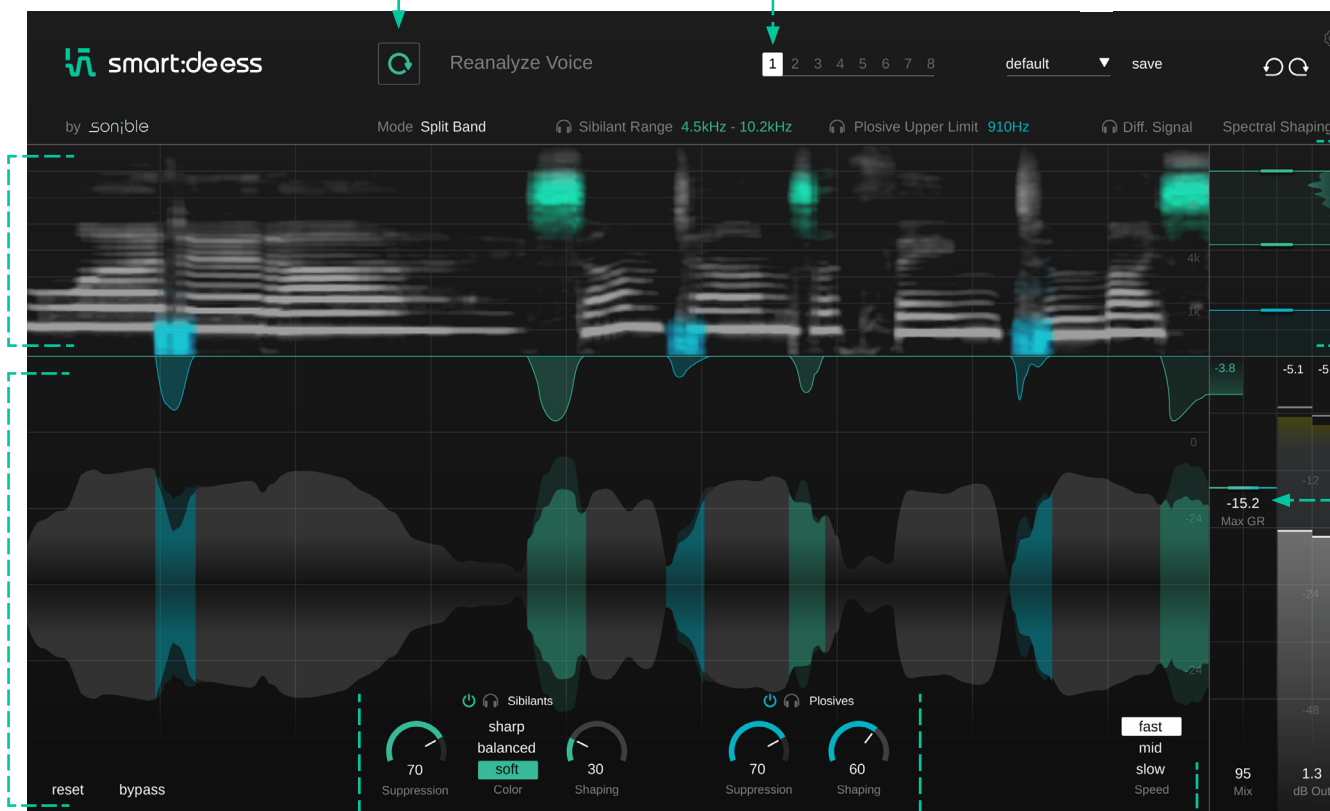 smart:deess
Reanalyze Voice
1 2 3 4 5 6 7 8
default
save
by sonible
Mode Split Band
Sibilant Range 4.5kHz - 10.2kHz
Plosive Upper Limit 910Hz
Diff. Signal
Spectral Shaping
4k
1k
-3.8
-5.1
-5
0
-12
-15.2
Max GR
-24
-24
-24
-48
Sibilants
Plosives
sharp
balanced
soft
70
Suppression
Color
30
Shaping
70
Suppression
60
Shaping
fast
mid
slow
Speed
95
Mix
1.3
dB Out
reset
bypass